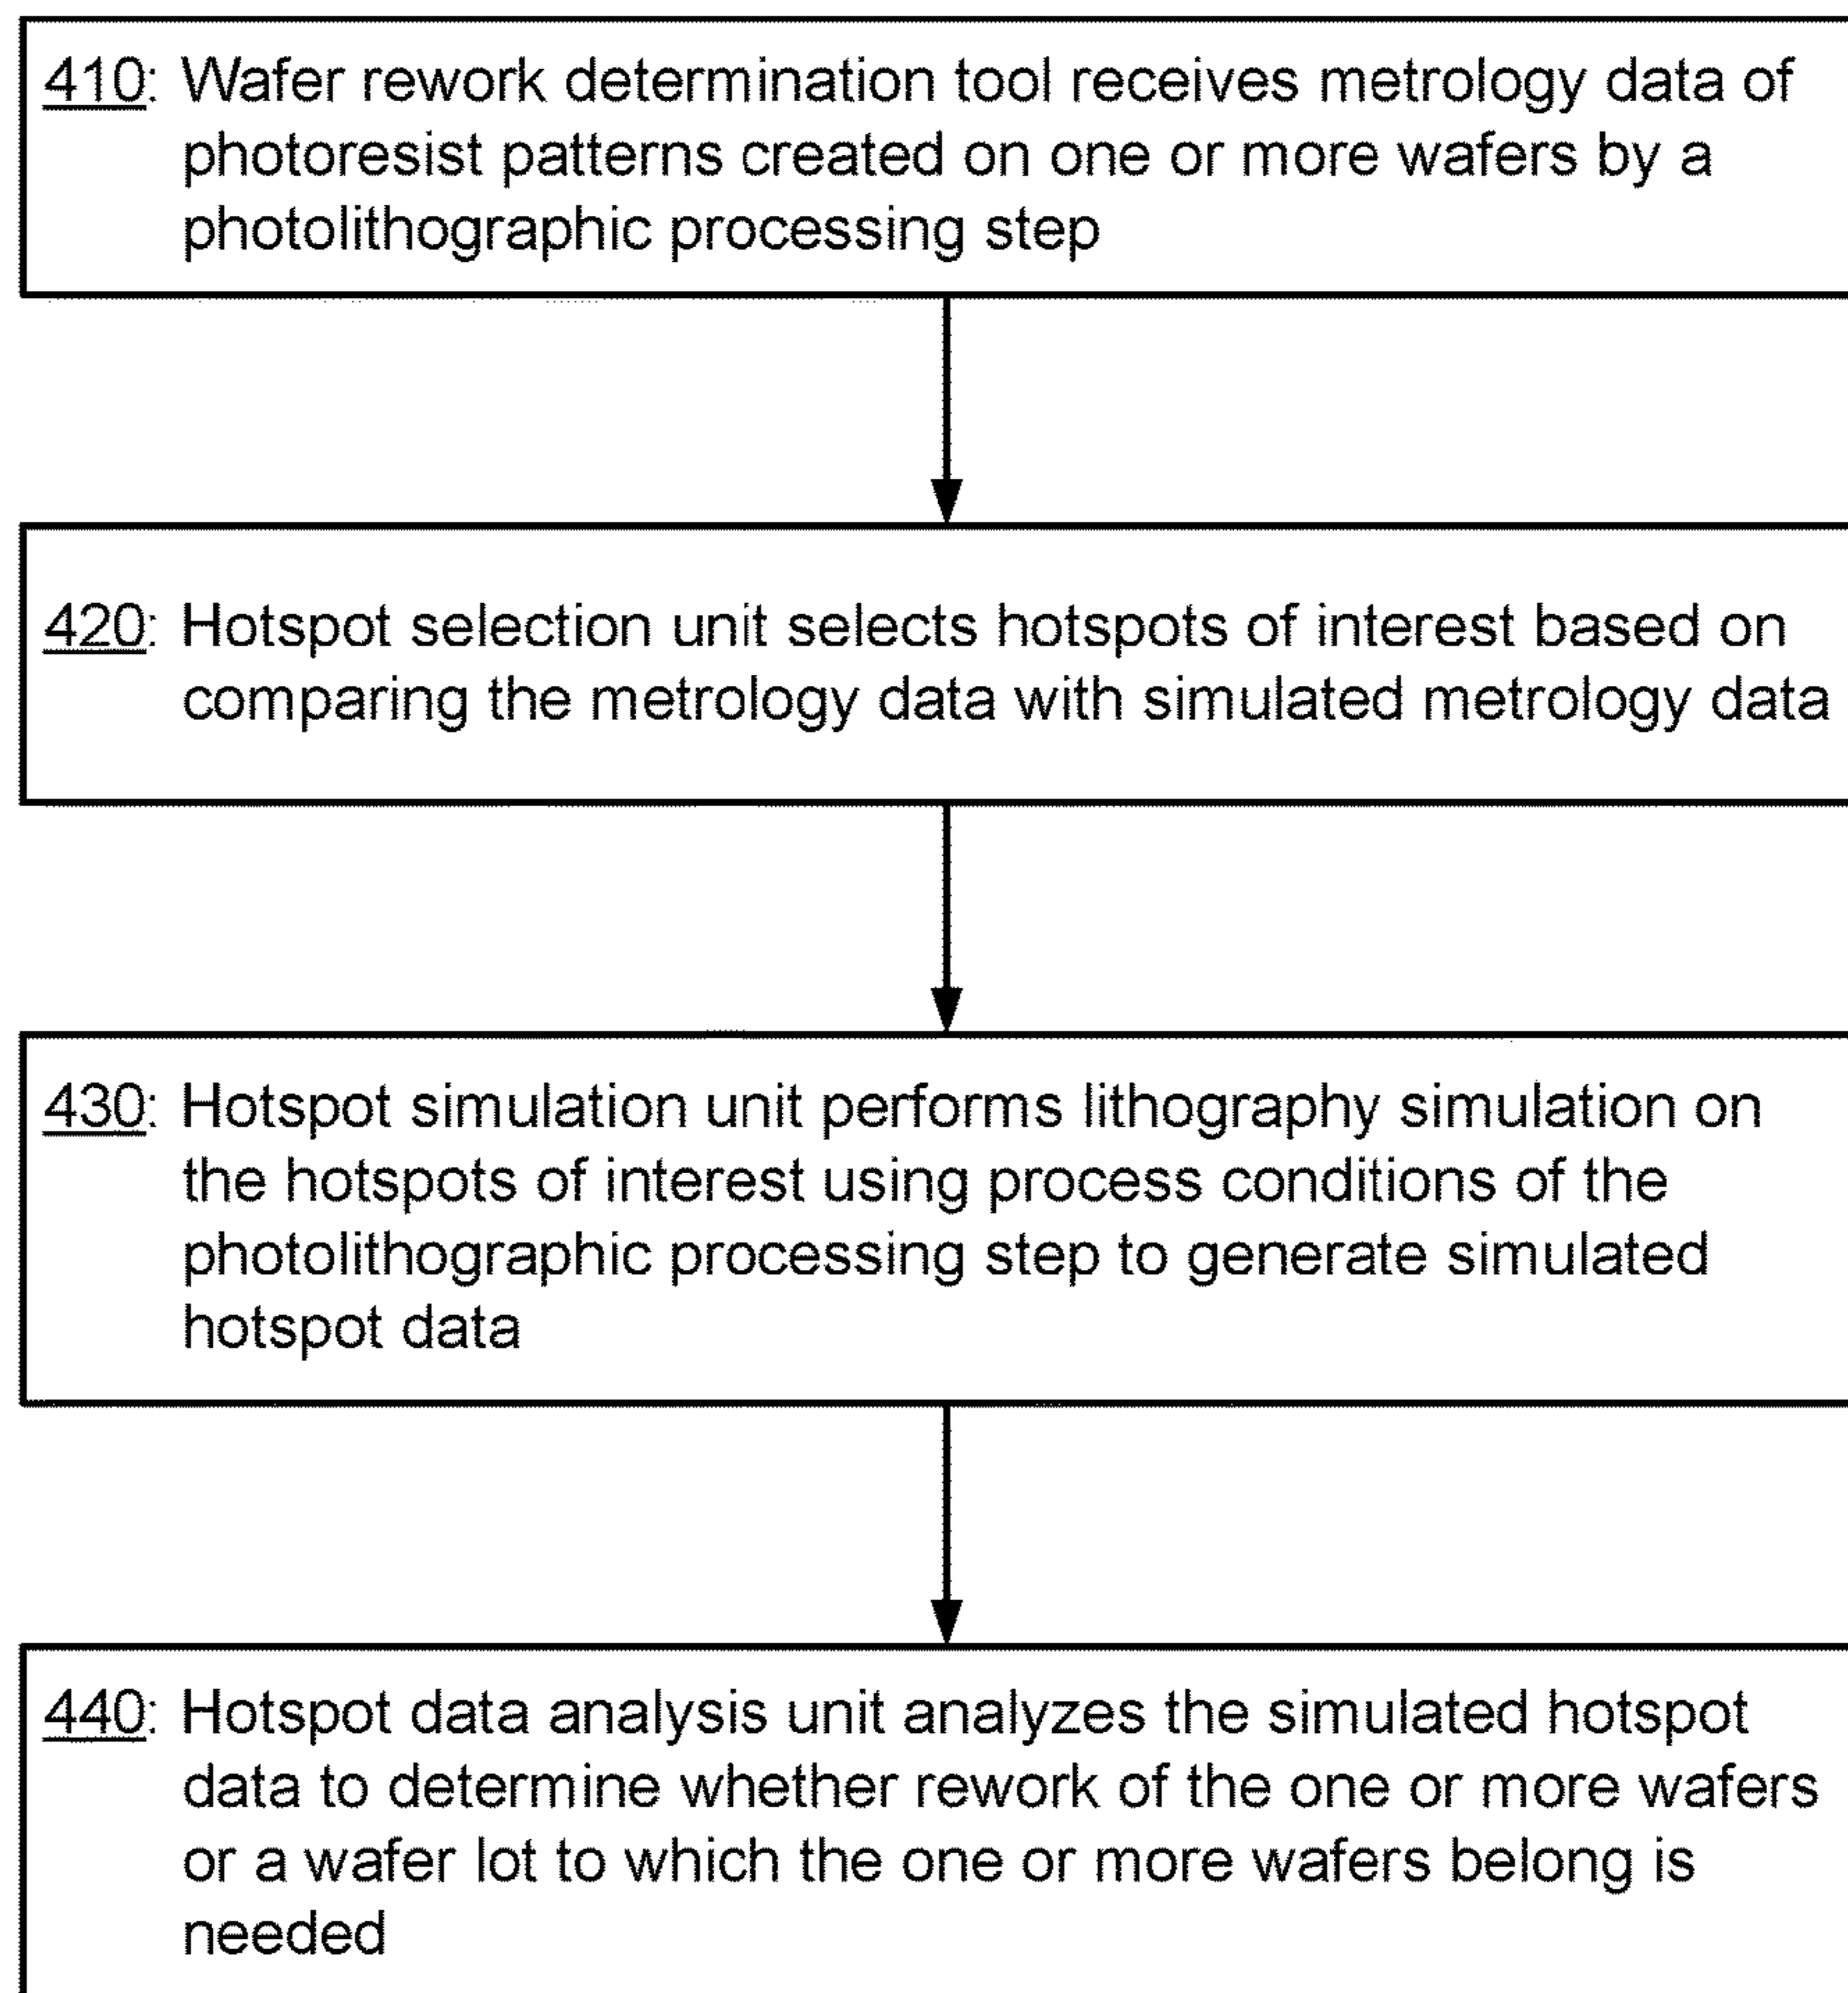 410: Wafer rework determination tool receives metrology data of
photoresist patterns created on one or more wafers by a
photolithographic processing step
420: Hotspot selection unit selects hotspots of interest based on
comparing the metrology data with simulated metrology data
430: Hotspot simulation unit performs lithography simulation on
the hotspots of interest using process conditions of the
photolithographic processing step to generate simulated
hotspot data
440: Hotspot data analysis unit analyzes the simulated hotspot
data to determine whether rework of the one or more wafers
or a wafer lot to which the one or more wafers belong is
needed